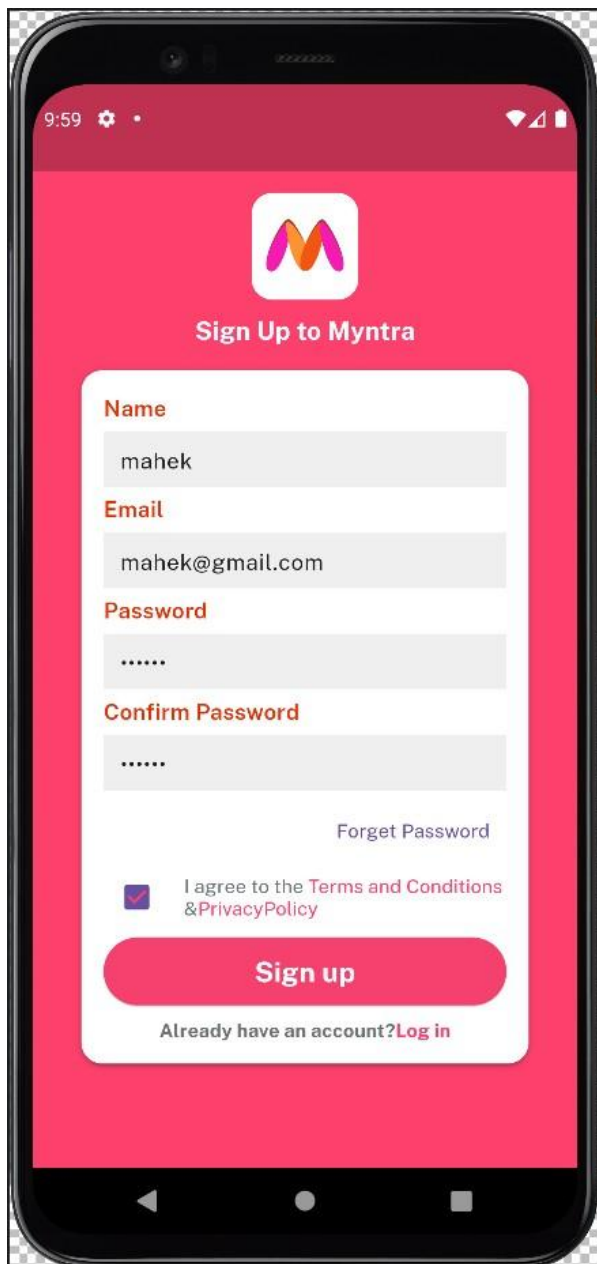 9:59
Sign Up to Myntra
Name
mahek
Email
mahek@gmail.com
Password
••••••
Confirm Password
••••••
Forget Password
I agree to the Terms and Conditions
&PrivacyPolicy
Sign up
Already have an account?Log in